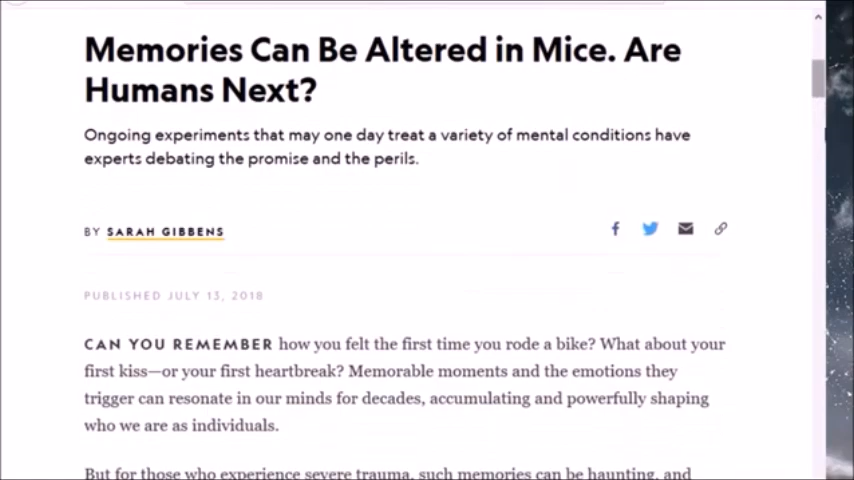 Memories Can Be Altered in Mice. Are
Humans Next?
Ongoing experiments that may one day treat a variety of mental conditions have
experts debating the promise and the perils.
BY SARAH GIBBENS
PUBLISHED JULY 13, 2018
CAN YOU REMEMBER how you felt the first time you rode a bike? What about your
first kiss—or your first heartbreak? Memorable moments and the emotions they
trigger can resonate in our minds for decades, accumulating and powerfully shaping
who we are as individuals.
But for those who experience severe trauma, such memories can be haunting, and